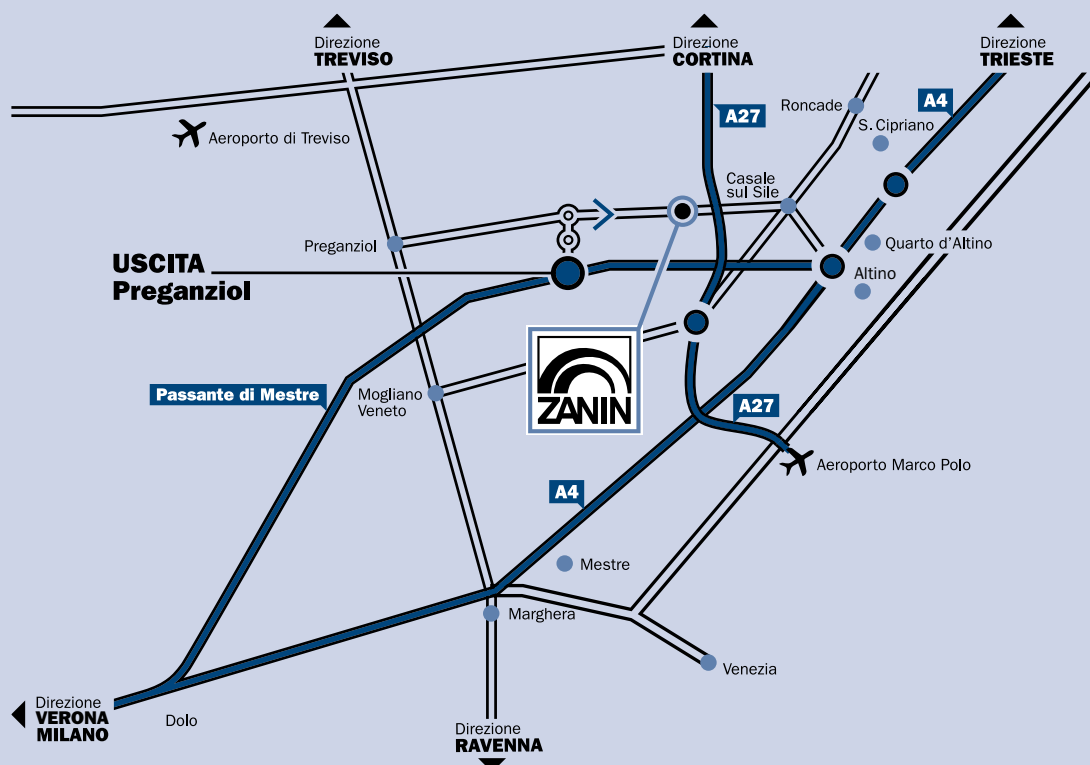 Direzione
TREVISO
Direzione
CORTINA
Direzione
TRIESTE
A4
A27
Roncade
S. Cipriano
Aeroporto di Treviso
Casale
sul Sile
Preganziol
Quarto d'Altino
USCITA
Preganziol
Altino
Passante di Mestre
Mogliano
Veneto
ZANIN
A27
Aeroporto Marco Polo
A4
Mestre
Marghera
Venezia
Direzione
VERONA
MILANO
Dolo
Direzione
RAVENNA